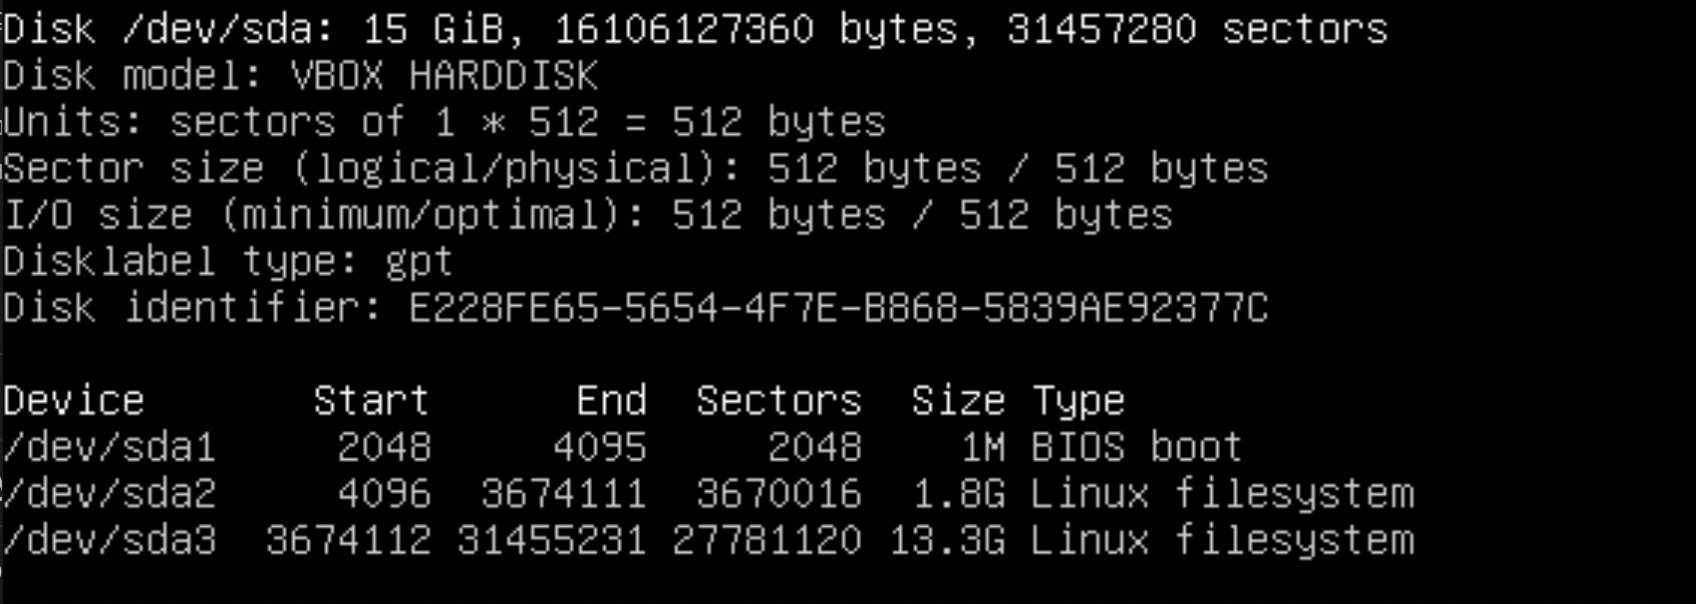 Disk /dev/sda: 15 GiB, 16106127360 bytes, 31457280 sectors
Disk model: VBOX HARDDISK
Units: sectors of 1 * 512 = 512 bytes
Sector size (logical/physical): 512 bytes / 512 bytes
I/O size (minimum/optimal): 512 bytes / 512 bytes
Disklabel type: gpt
Disk identifier: E228FE65-5654-4F7E-B868-5839AE92377C
Device Start End Sectors Size Type
/dev/sda1 2048 4095 2048 1M BIOS boot
/dev/sda2 4096 3674111 3670016 1.8G Linux filesystem
/dev/sda3 3674112 31455231 27781120 13.3G Linux filesystem